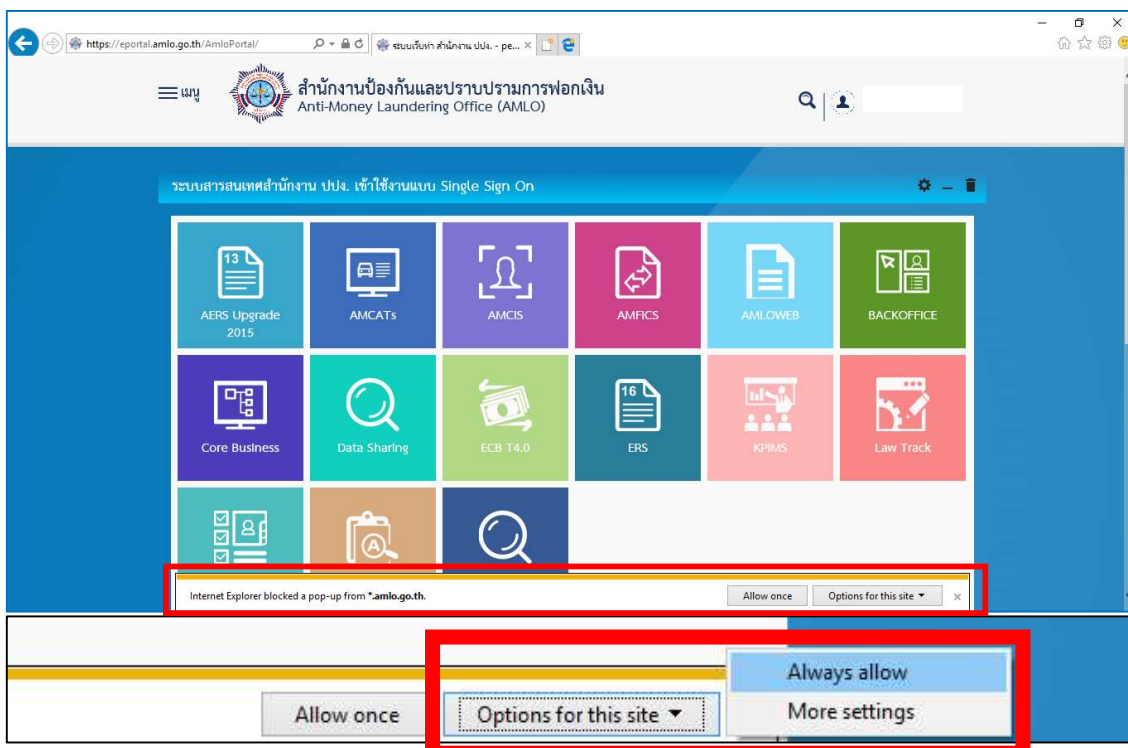 https://eportal.amlo.go.th/AmloPortal/
ระบบเว็บท่า สำนักงาน ปปง. - pe...
เมนู
สำนักงานป้องกันและปราบปรามการฟอกเงิน
Anti-Money Laundering Office (AMLO)
ระบบสารสนเทศสำนักงาน ปปง. เข้าใช้งานแบบ Single Sign On
13
AERS Upgrade
2015
AMCATs
AMCIS
AMFICS
AMLOWEB
BACKOFFICE
Core Business
Data Sharing
ECB T4.0
16
ERS
KPIMS
Law Track
A
Internet Explorer blocked a pop-up from *.amlo.go.th.
Allow once
Options for this site
Always allow
Allow once
Options for this site
More settings